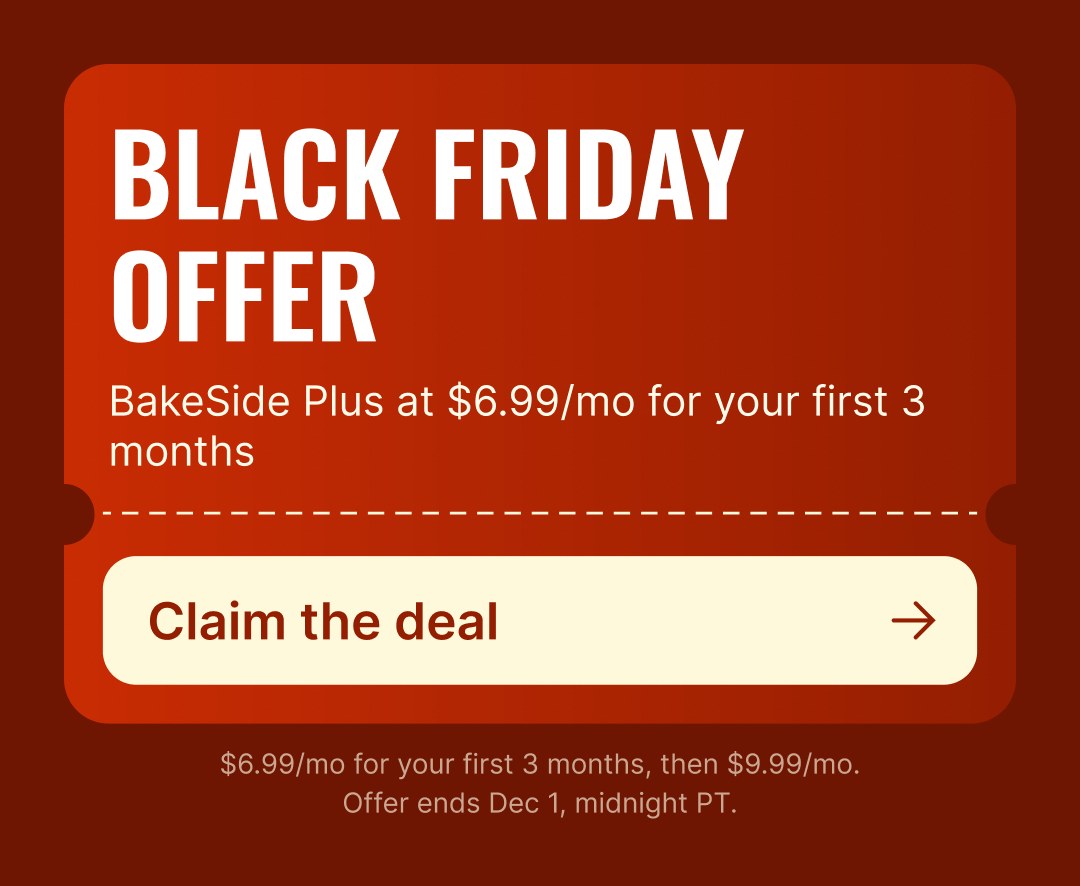 BLACK FRIDAY
OFFER
BakeSide Plus at $6.99/mo for your first 3
months
Claim the deal
$6.99/mo for your first 3 months, then $9.99/mo.
Offer ends Dec 1, midnight PT.